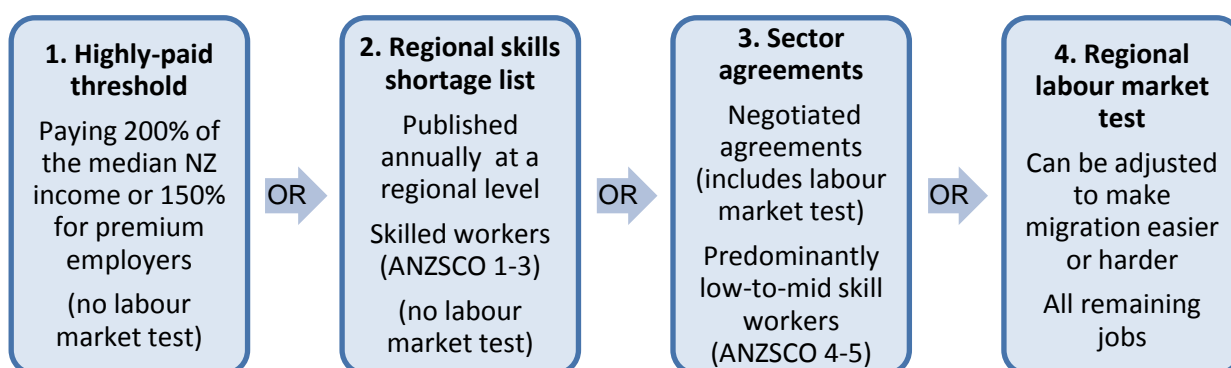 1. Highly-paid
threshold
Paying 200% of
the median NZ
income or 150%
for premium
employers
(no labour
market test)
OR
2. Regional skills
shortage list
Published
annually at a
regional level
Skilled workers
(ANZSCO 1-3)
(no labour
market test)
OR
3. Sector
agreements
Negotiated
agreements
(includes labour
market test)
Predominantly
low-to-mid skill
workers
(ANZSCO 4-5)
OR
4. Regional
labour market
test
Can be adjusted
to make
migration easier
or harder
All remaining
jobs